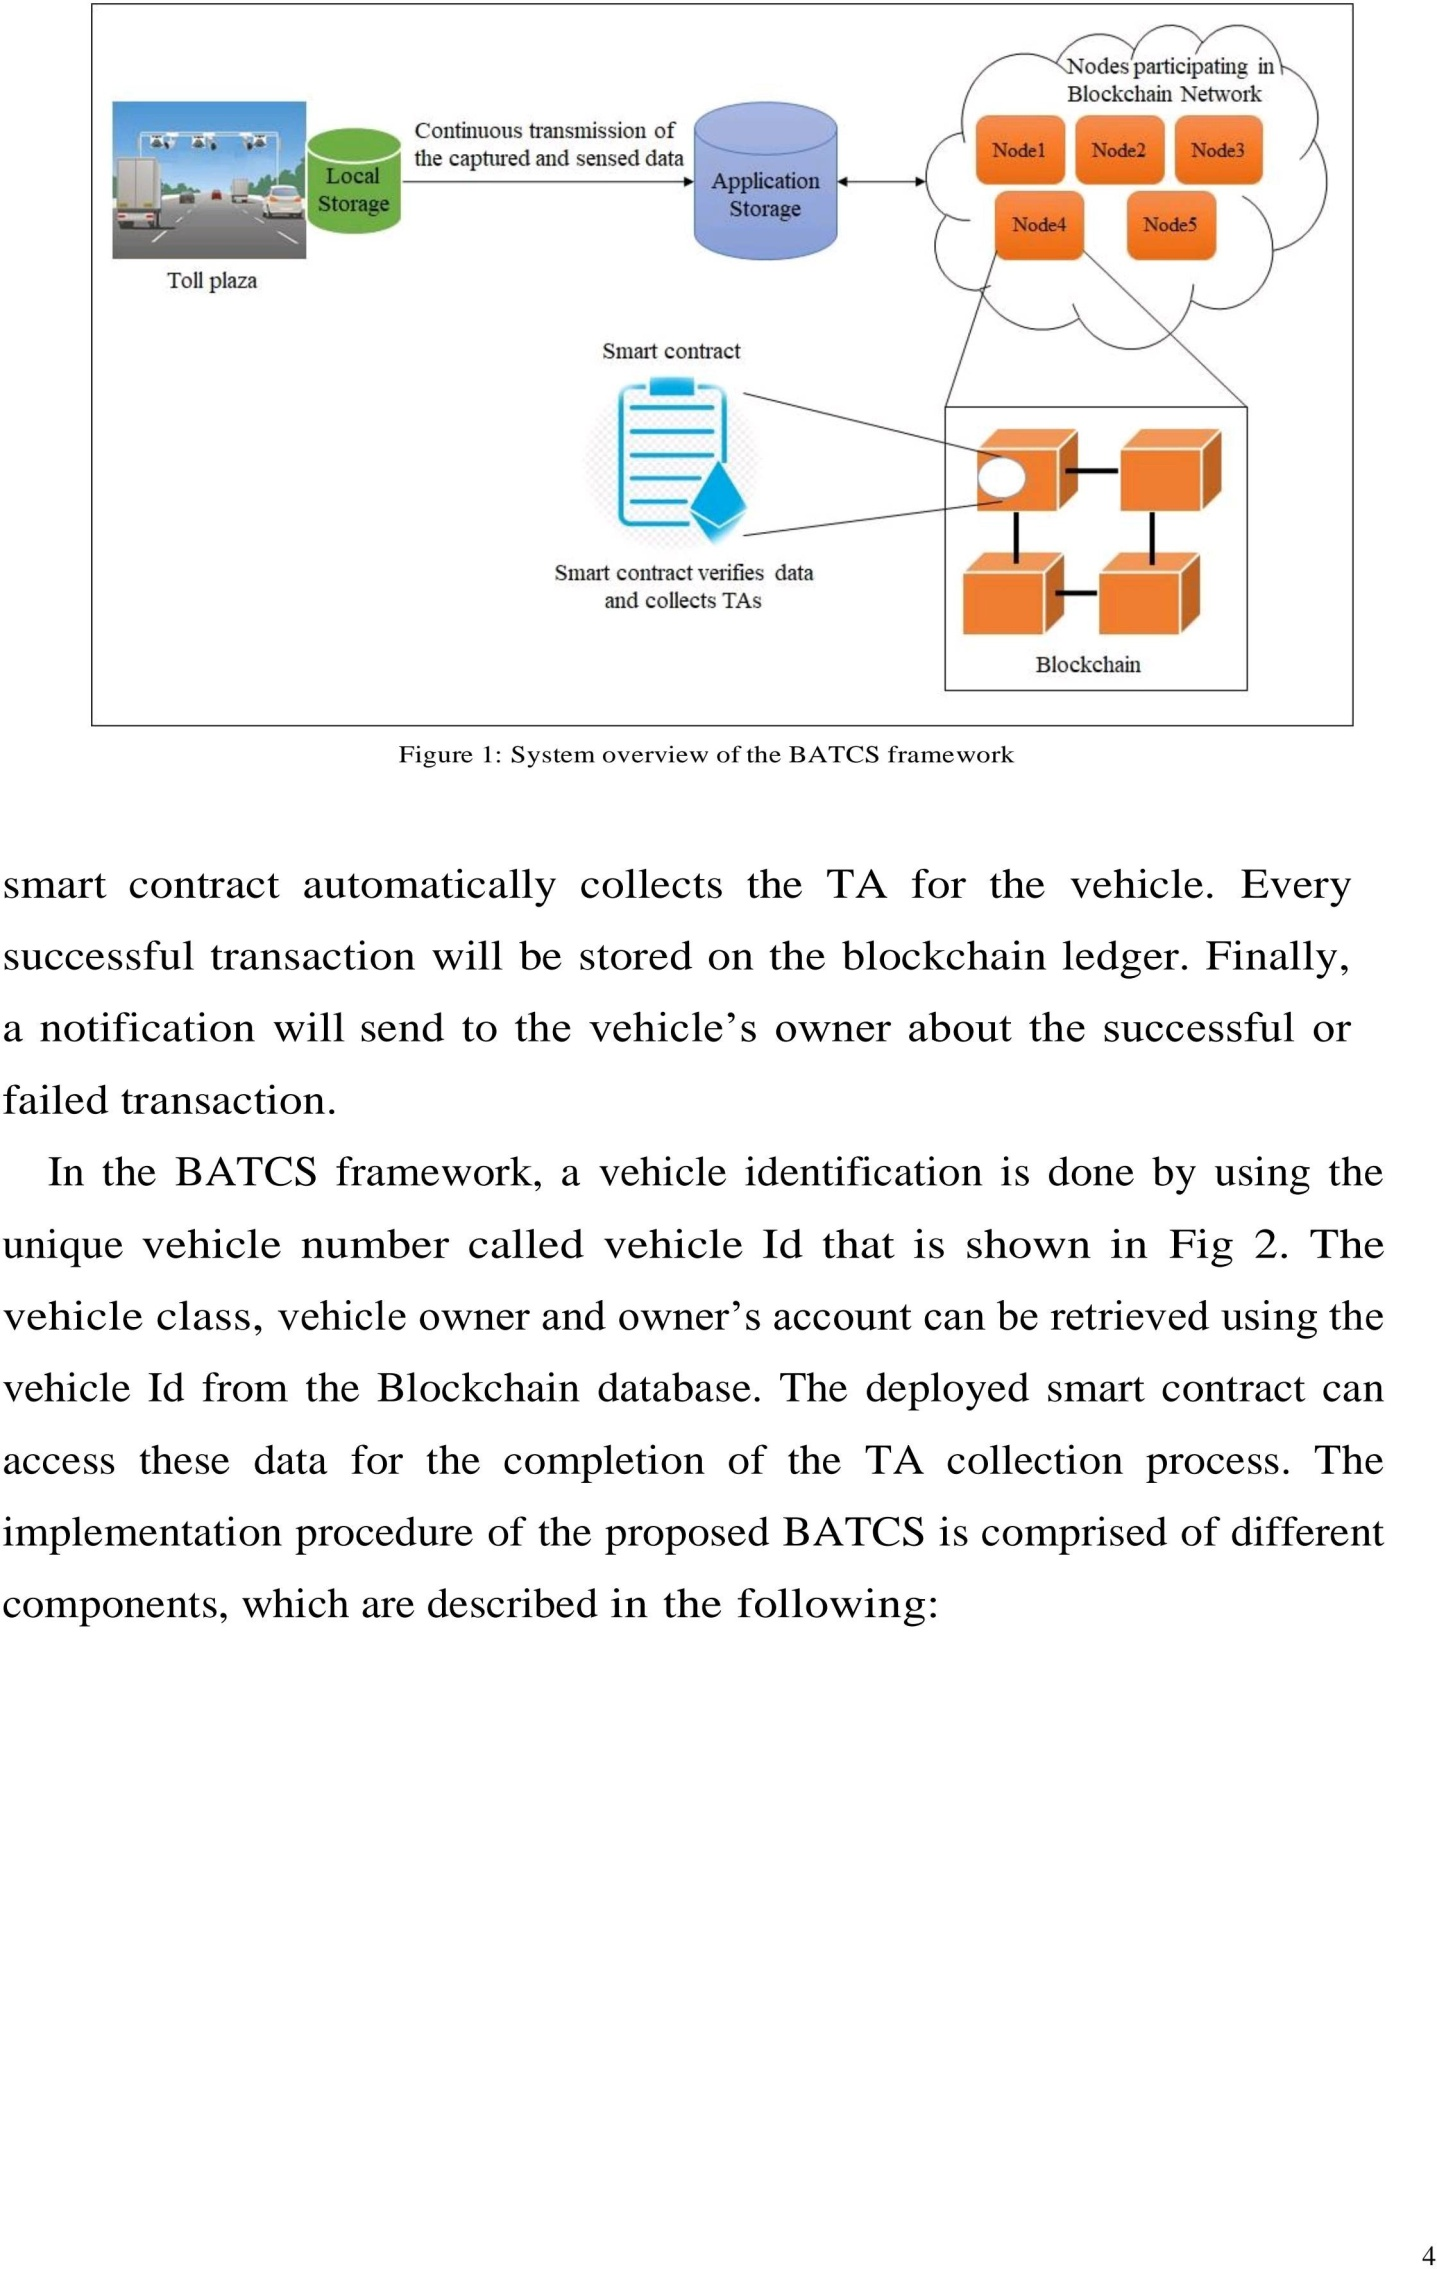 Nodes participating in
Blockchain Network
Node1
Node2
Node3
Node4
Node5
Continuous transmission of
the captured and sensed data
Local
Storage
Application
Storage
Toll plaza
Smart contract
Smart contract verifies data
and collects TAs
Blockchain
Figure 1: System overview of the BATCS framework
smart contract automatically collects the TA for the vehicle. Every
successful transaction will be stored on the blockchain ledger. Finally,
a notification will send to the vehicle’s owner about the successful or
failed transaction.
In the BATCS framework, a vehicle identification is done by using the
unique vehicle number called vehicle Id that is shown in Fig 2. The
vehicle class, vehicle owner and owner’s account can be retrieved using the
vehicle Id from the Blockchain database. The deployed smart contract can
access these data for the completion of the TA collection process. The
implementation procedure of the proposed BATCS is comprised of different
components, which are described in the following:
4